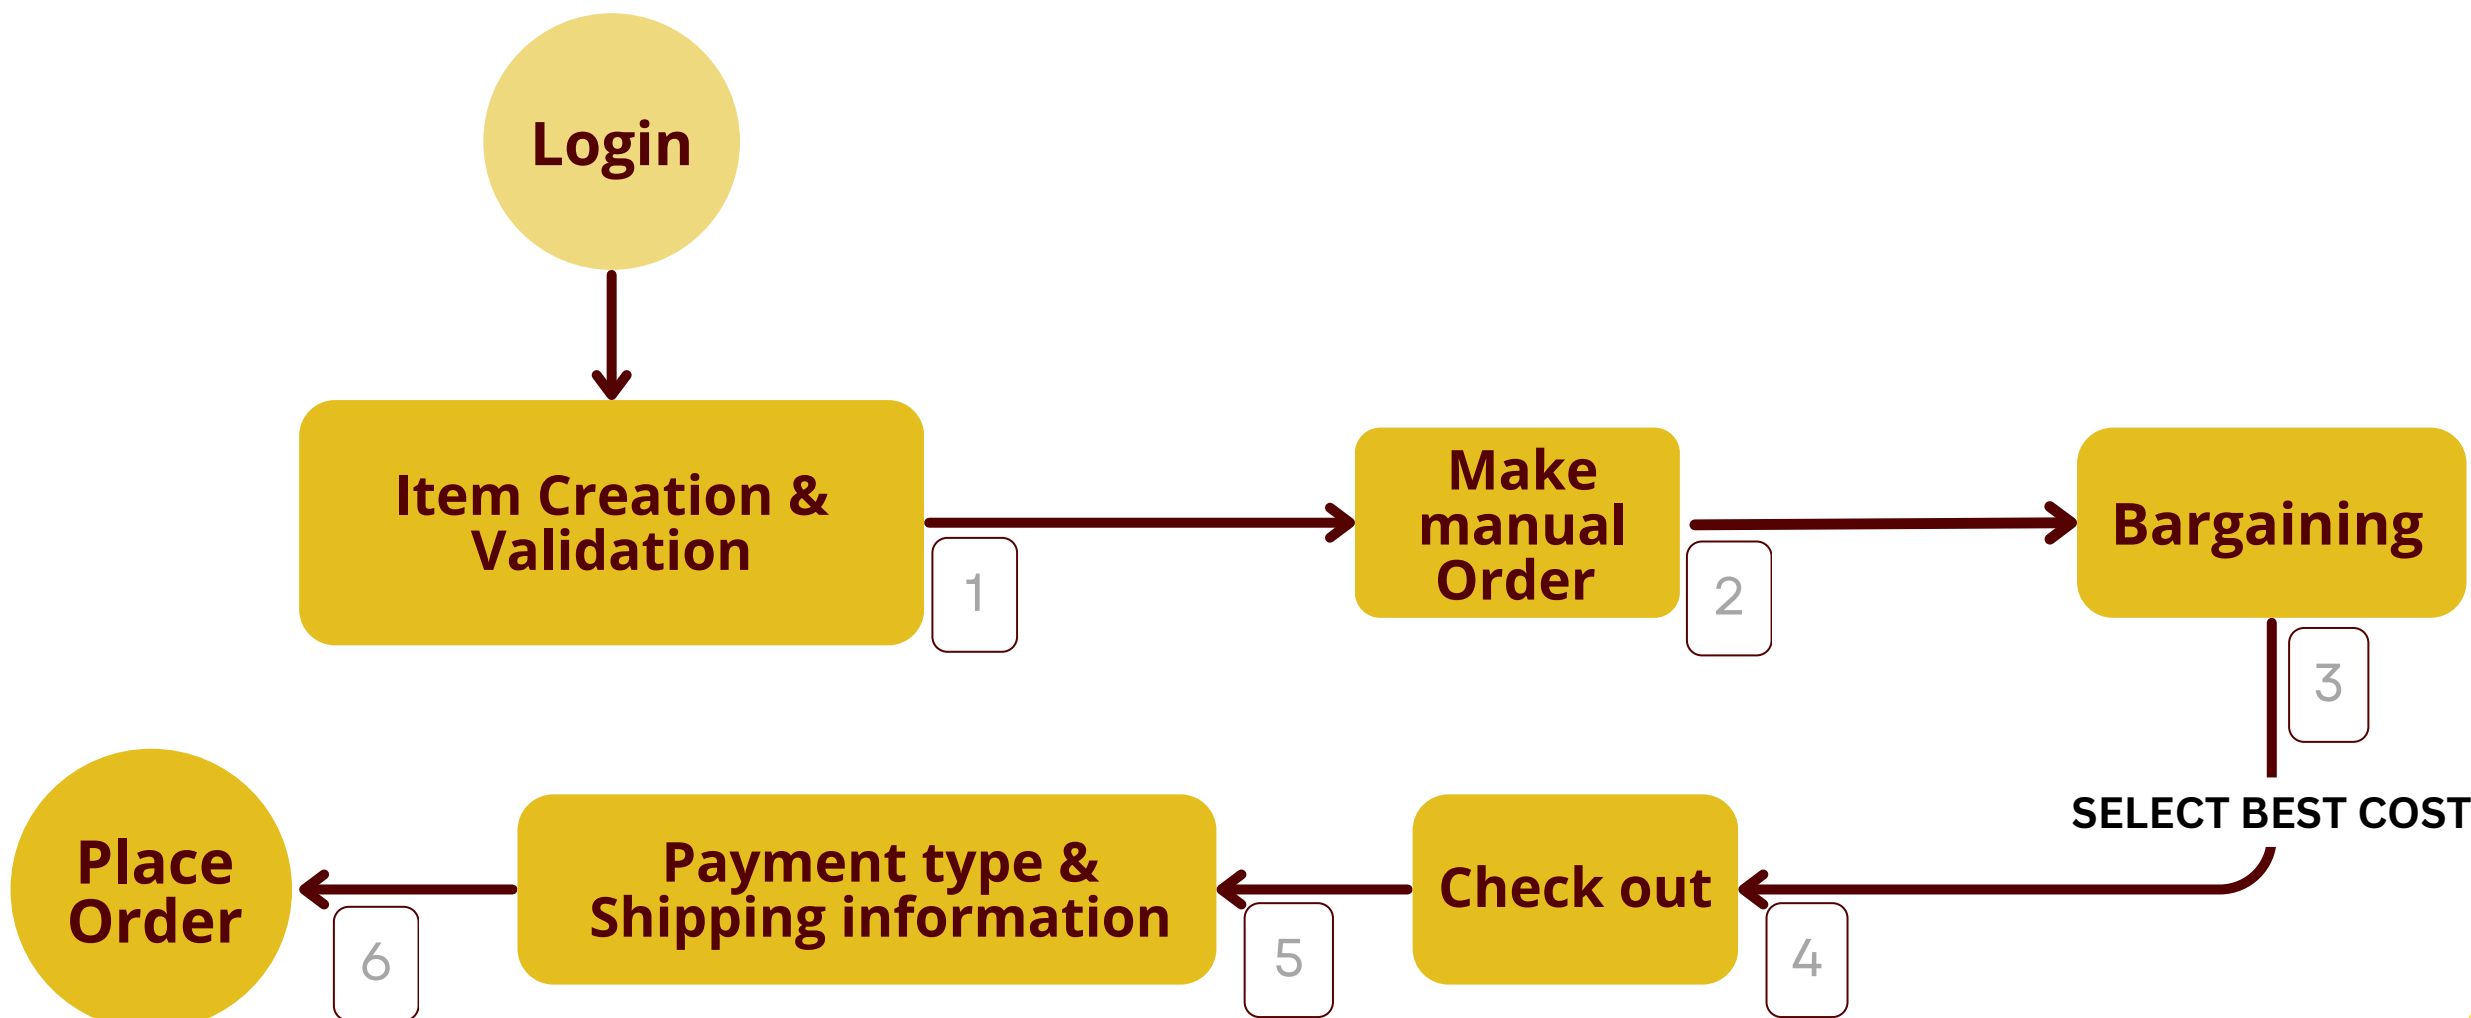 Login
Item Creation &
Validation
1
Make
manual
Order
2
Bargaining
3
SELECT BEST COST
4
Check out
5
Payment type &
Shipping information
6
Place
Order